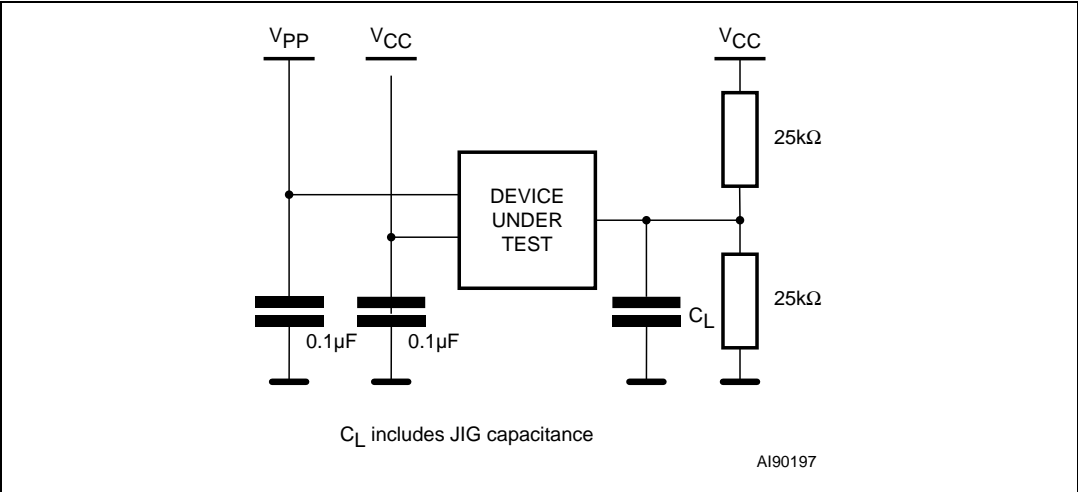 VPP
VCC
VCC
25kΩ
DEVICE
UNDER
TEST
25kΩ
CL
0.1µF
0.1µF
CL includes JIG capacitance
AI90197